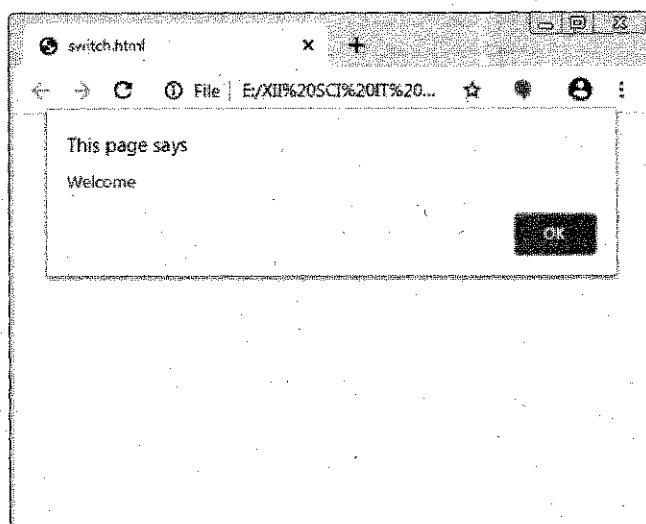 switch.html
File | E:/XII%20SCI%20IT%20...
This page says
Welcome
OK